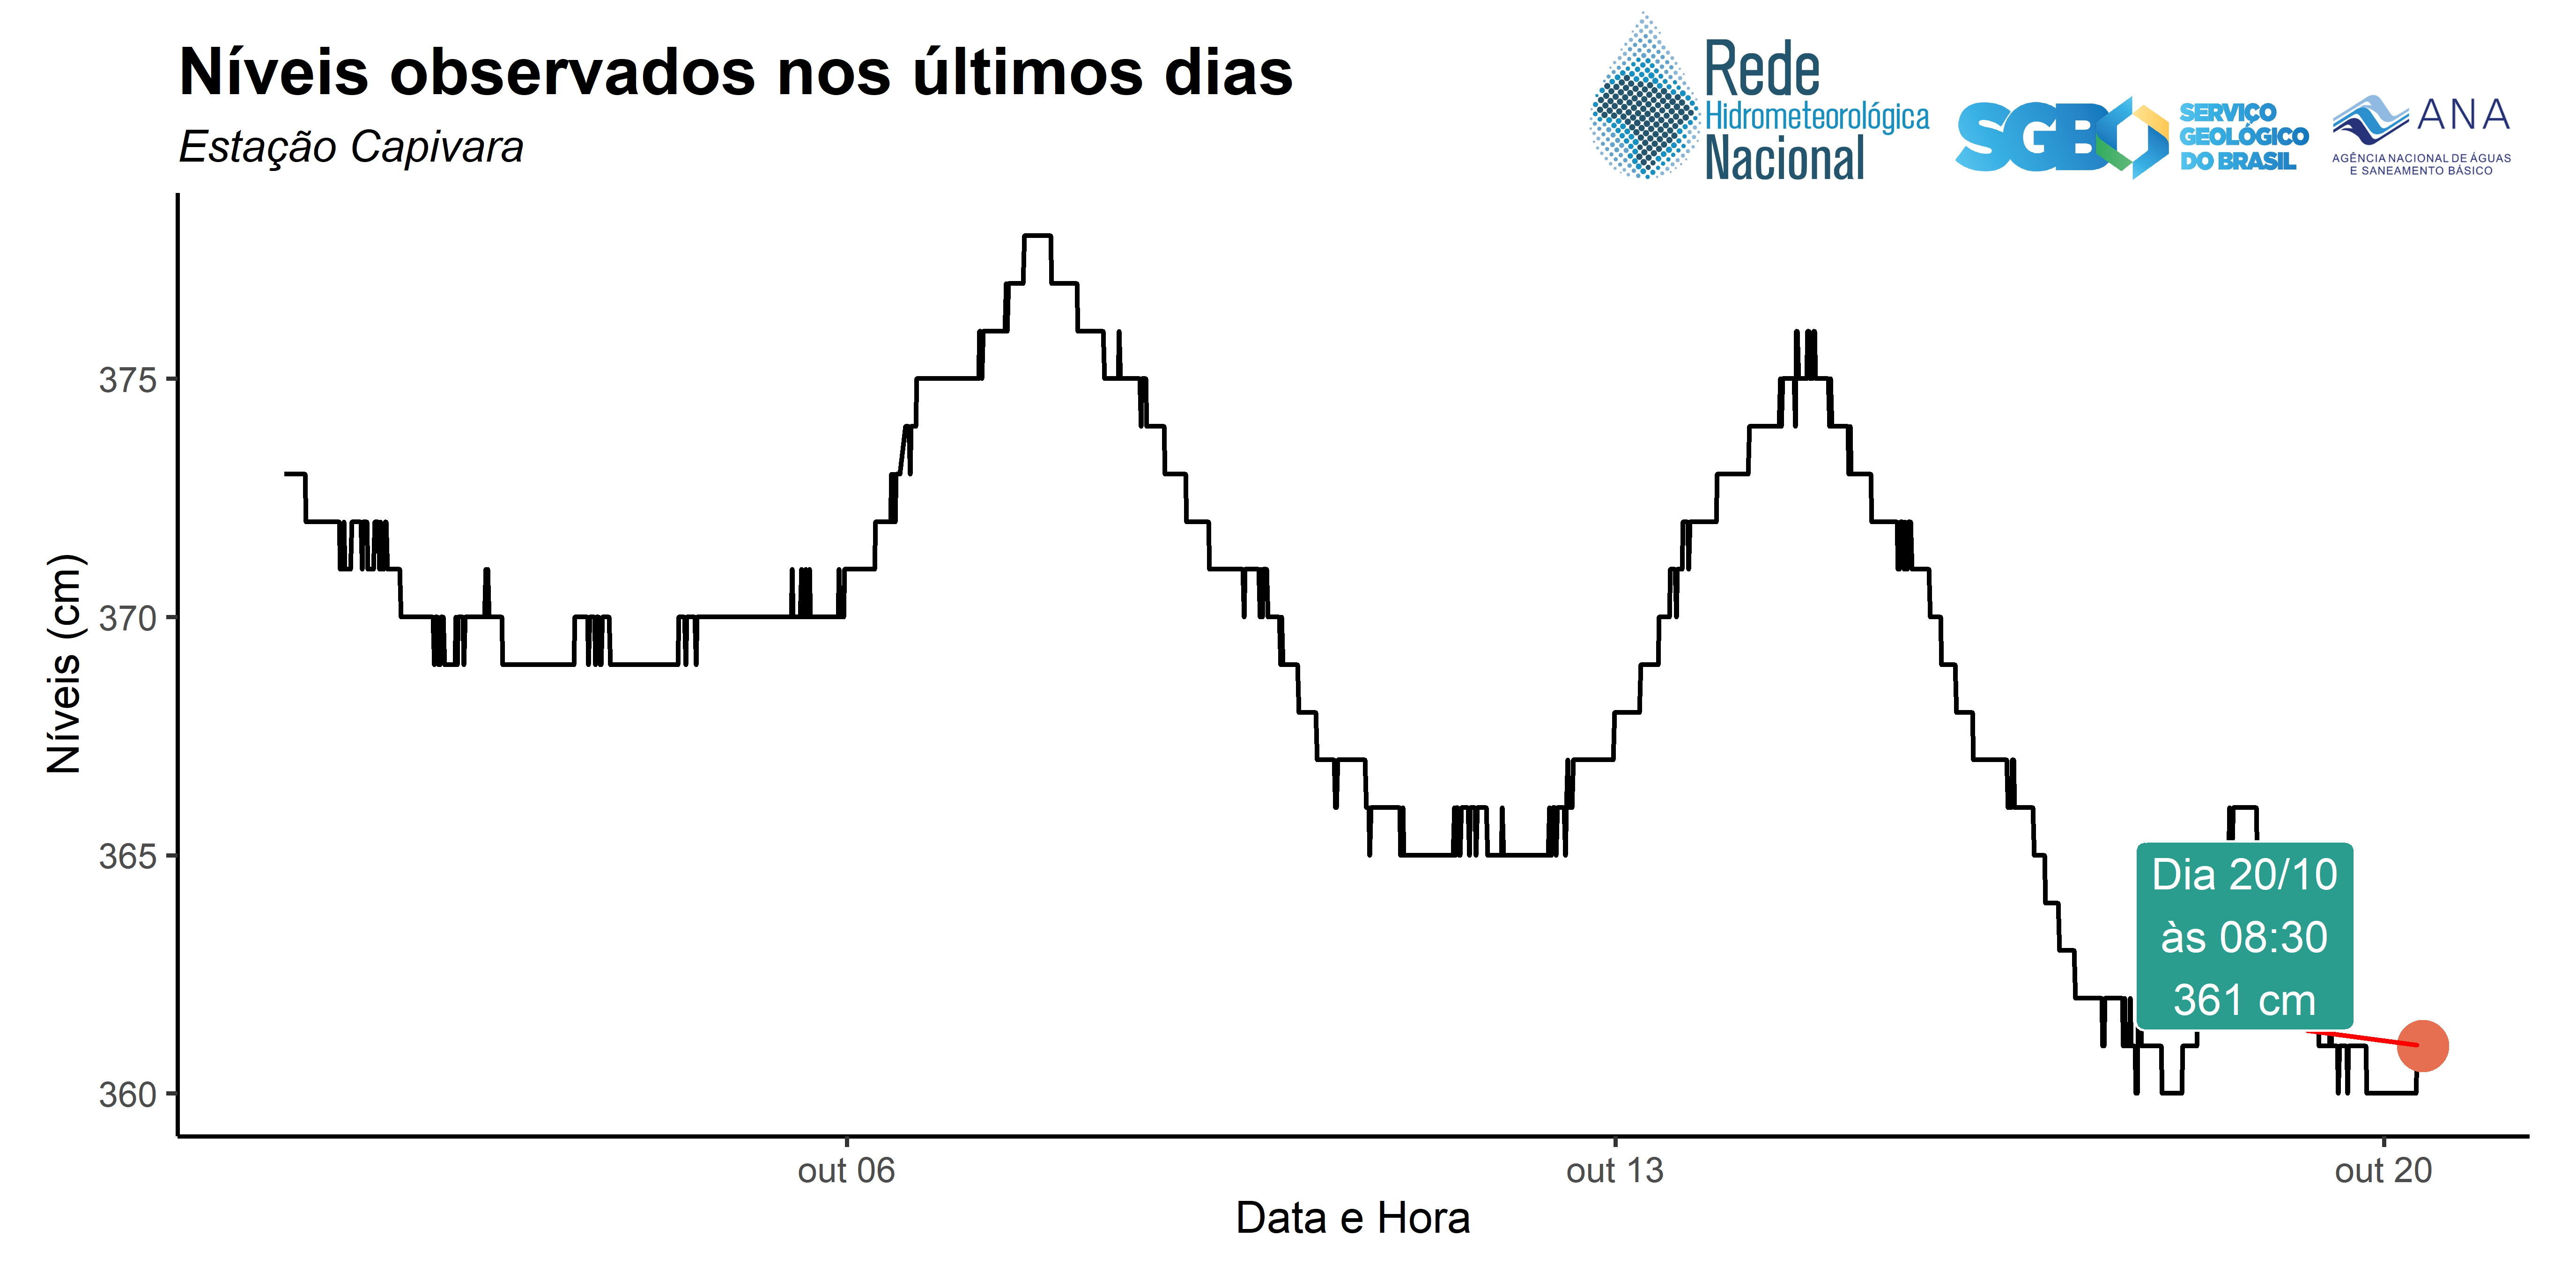 Níveis observados nos últimos dias
Estação Capivara
Rede
Hidrometeorológica
Nacional
SGB
SERVIÇO
GEOLÓGICO
DO BRASIL
ANA
AGÊNCIA NACIONAL DE ÁGUAS
E SANEAMENTO BÁSICO
Níveis (cm)
375
370
365
360
Dia 20/10
às 08:30
361 cm
out 06
out 13
out 20
Data e Hora